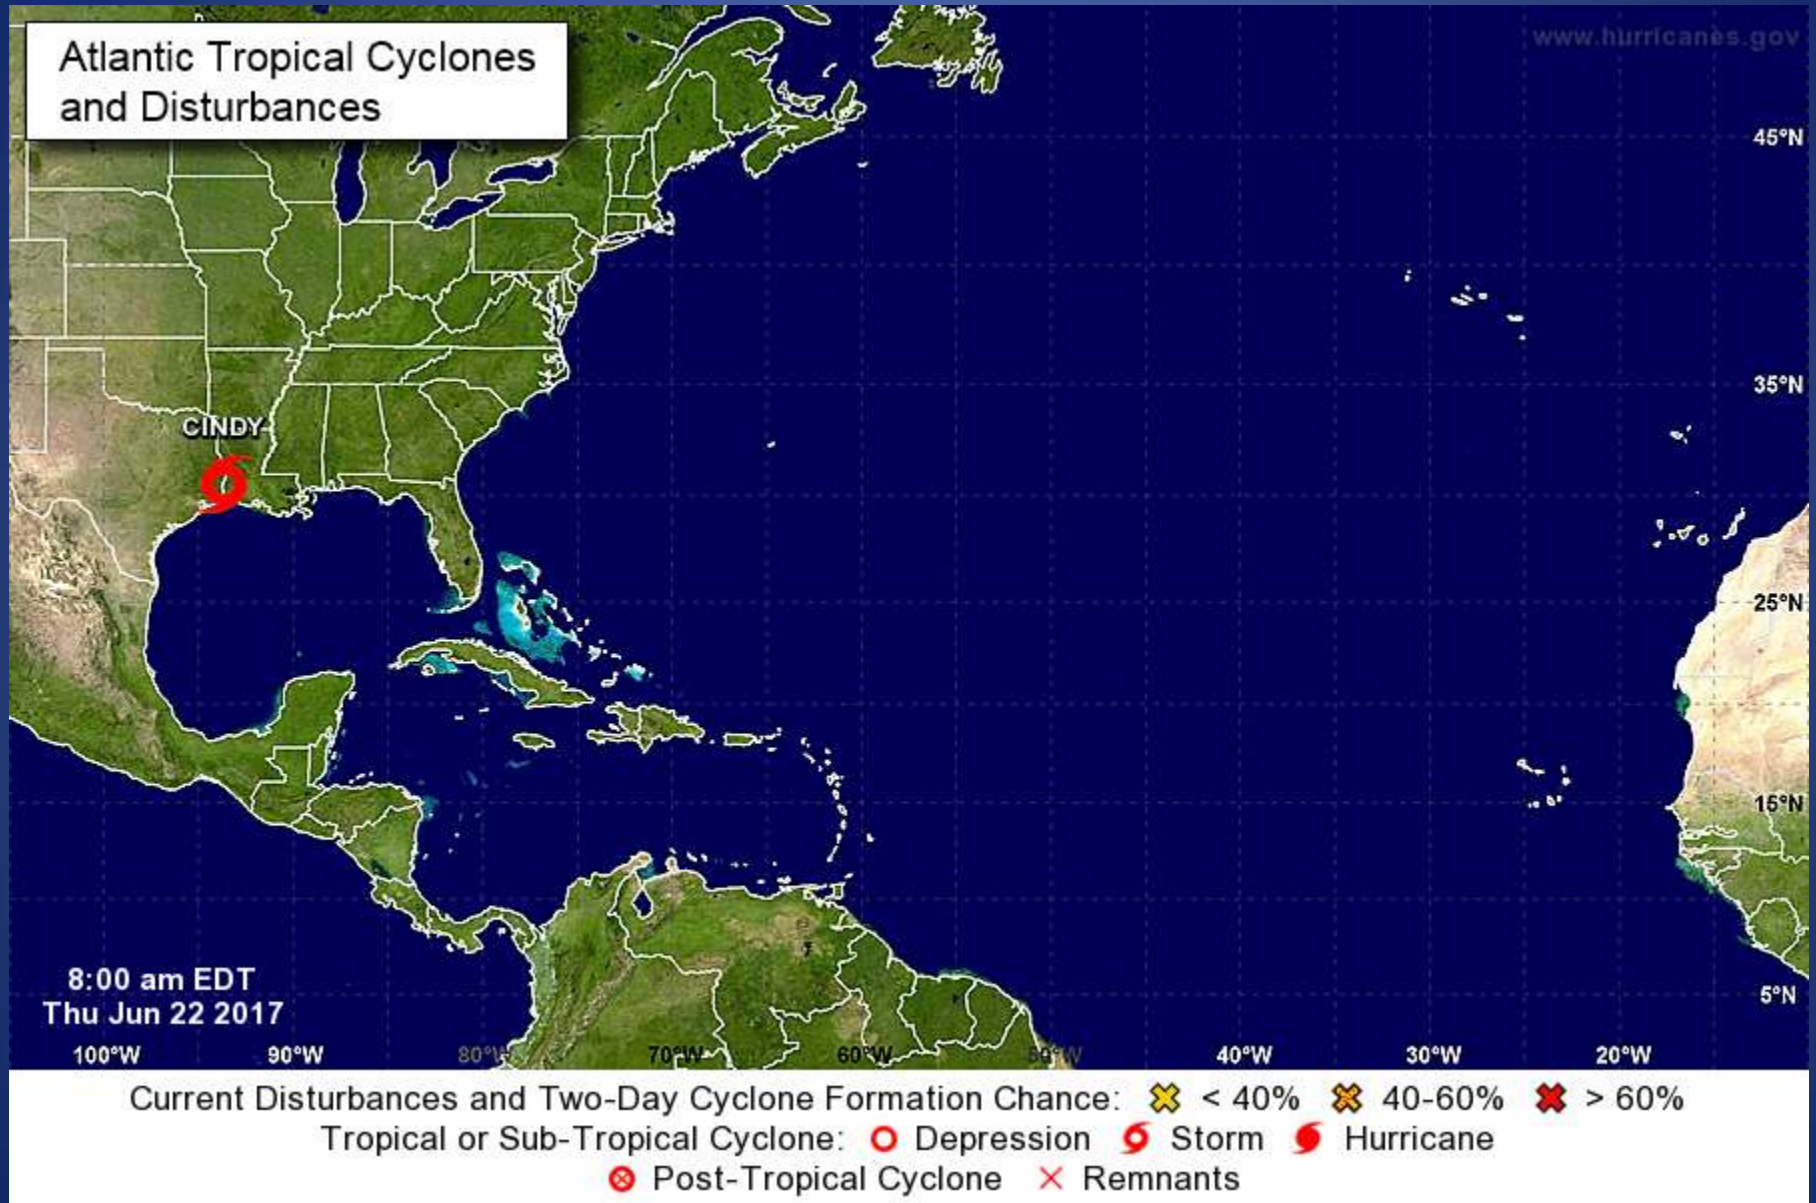 Atlantic Tropical Cyclones
and Disturbances
www.hurricanes.gov
45°N
35°N
CINDY
25°N
15°N
8:00 am EDT
Thu Jun 22 2017
5°N
100°W 90°W 80°W 70°W 60°W 50°W 40°W 30°W 20°W
Current Disturbances and Two-Day Cyclone Formation Chance: < 40% 40-60% > 60%
Tropical or Sub-Tropical Cyclone: Depression Storm Hurricane
Post-Tropical Cyclone Remnants